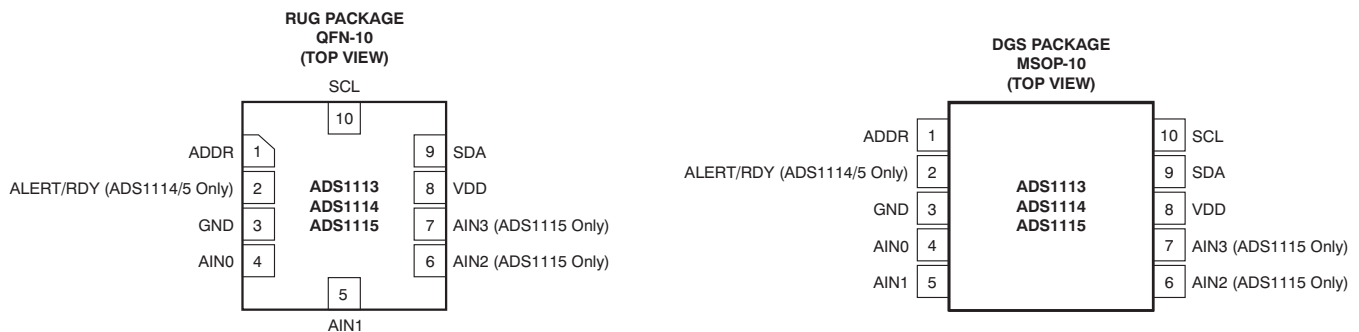 RUG PACKAGE
QFN-10
(TOP VIEW)
SCL
10
ADDR 1
9 SDA
ALERT/RDY (ADS1114/5 Only) 2
8 VDD
GND 3
7 AIN3 (ADS1115 Only)
AIN0 4
6 AIN2 (ADS1115 Only)
ADS1113
ADS1114
ADS1115
5
AIN1
DGS PACKAGE
MSOP-10
(TOP VIEW)
ADDR 1
10 SCL
ALERT/RDY (ADS1114/5 Only) 2
9 SDA
GND 3
8 VDD
AIN0 4
7 AIN3 (ADS1115 Only)
AIN1 5
6 AIN2 (ADS1115 Only)
ADS1113
ADS1114
ADS1115